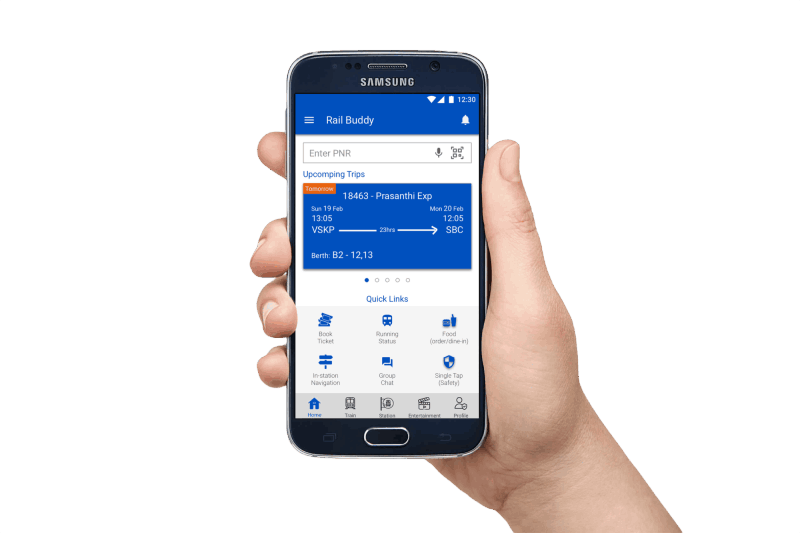 SAMSUNG
12:30
Rail Buddy
Enter PNR
Upcomping Trips
Tomorrow
18463 - Prasanthi Exp
Sun 19 Feb
Mon 20 Feb
13:05
12:05
VSKP
23hrs
SBC
Berth: B2 - 12,13
Quick Links
Book
Ticket
Running
Status
Food
(order/dine-in)
In-station
Navigation
Group
Chat
Single Tap
(Safety)
Home
Train
Station
Entertainment
Profile